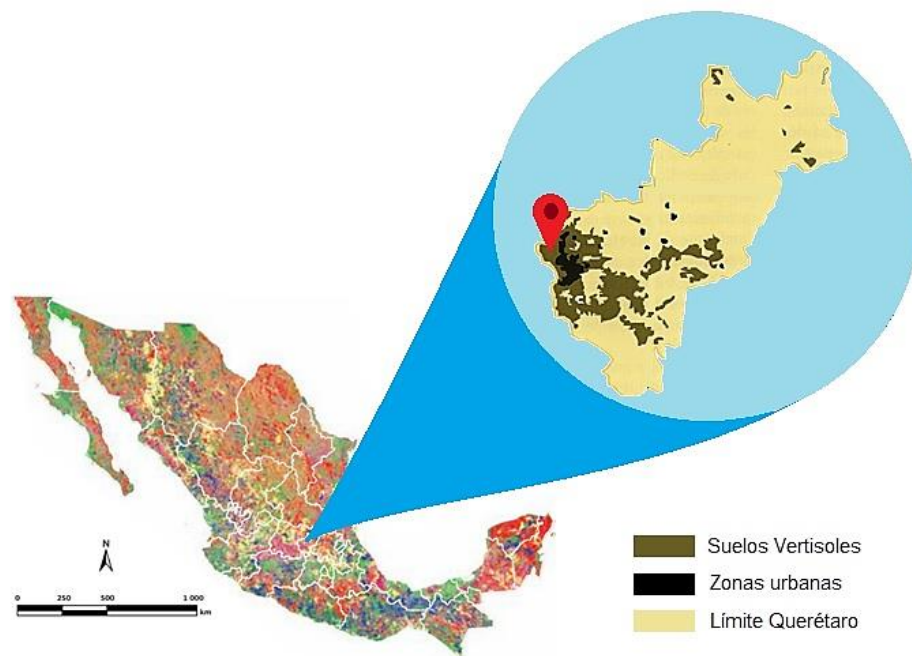 N
0 250 500 1 000
km
Suelos Vertisoles
Zonas urbanas
Límite Querétaro